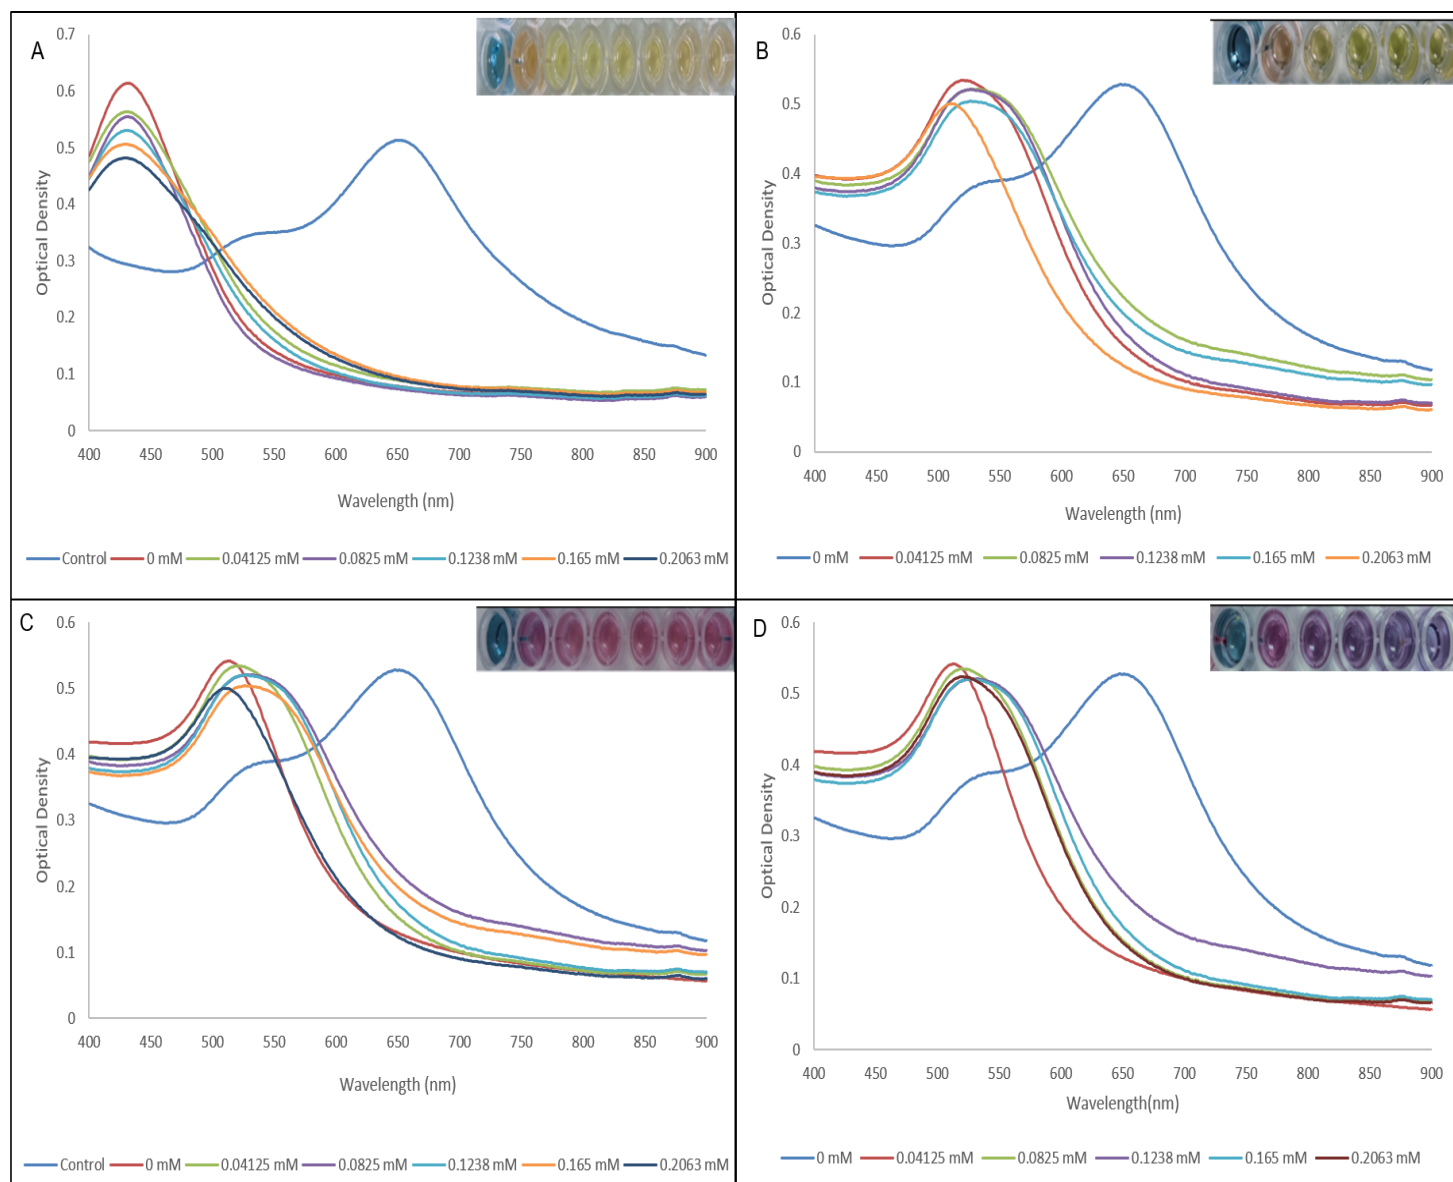 A
0.7
0.6
0.5
0.4
0.3
0.2
0.1
0
Optical Density
400 450 500 550 600 650 700 750 800 850 900
Wavelength (nm)
Control 0 mM 0.04125 mM 0.0825 mM 0.1238 mM 0.165 mM 0.2063 mM
B
0.6
0.5
0.4
0.3
0.2
0.1
0
Optical Density
400 450 500 550 600 650 700 750 800 850 900
Wavelength (nm)
0 mM 0.04125 mM 0.0825 mM 0.1238 mM 0.165 mM 0.2063 mM
C
0.6
0.5
0.4
0.3
0.2
0.1
0
Optical Density
400 450 500 550 600 650 700 750 800 850 900
Wavelength (nm)
Control 0 mM 0.04125 mM 0.0825 mM 0.1238 mM 0.165 mM 0.2063 mM
D
0.6
0.5
0.4
0.3
0.2
0.1
0
Optical Density
400 450 500 550 600 650 700 750 800 850 900
Wavelength(nm)
0 mM 0.04125 mM 0.0825 mM 0.1238 mM 0.165 mM 0.2063 mM